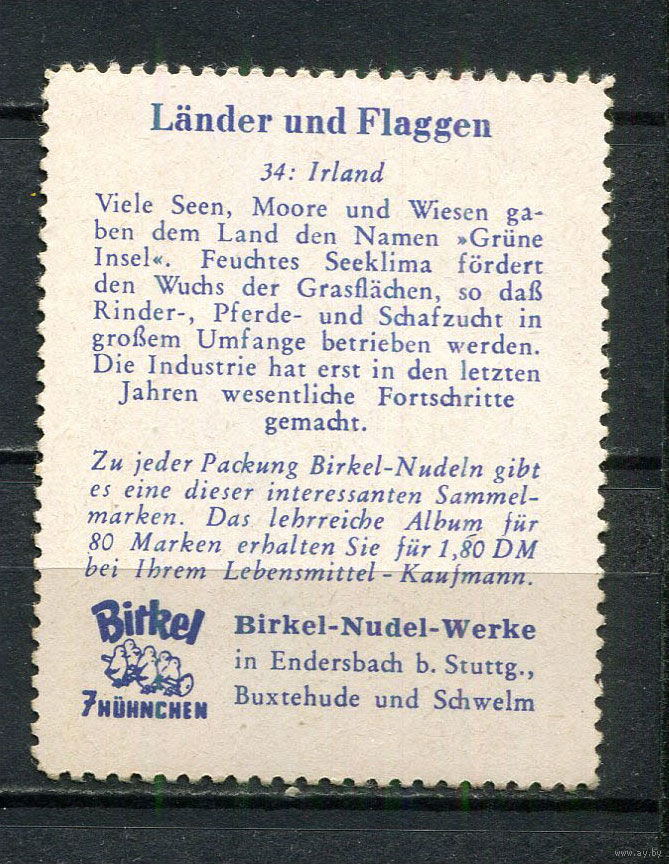 Länder und Flaggen
34: Irland
Viele Seen, Moore und Wiesen ga-
ben dem Land den Namen »Grüne
Insel«. Feuchtes Seeklima fördert
den Wuchs der Grasflächen, so daß
Rinder-, Pferde- und Schafzucht in
großem Umfange betrieben werden.
Die Industrie hat erst in den letzten
Jahren wesentliche Fortschritte
gemacht.
Zu jeder Packung Birkel-Nudeln gibt
es eine dieser interessanten Sammel-
marken. Das lehrreiche Album für
80 Marken erhalten Sie für 1,80 DM
bei Ihrem Lebensmittel-Kaufmann.
Birkel
7 HÜHNCHEN
Birkel-Nudel-Werke
in Endersbach b. Stuttg.,
Buxtehude und Schwelm
www.ay.by